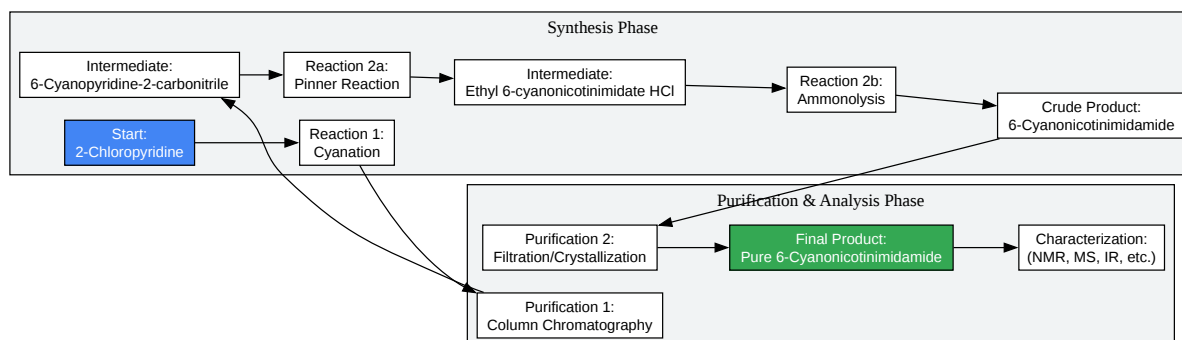 Synthesis Phase
Intermediate:
6-Cyanopyridine-2-carbonitrile
Reaction 2a:
Pinner Reaction
Intermediate:
Ethyl 6-cyanonicotinimidate HCl
Reaction 2b:
Ammonolysis
Crude Product:
6-Cyanonicotinimidamide
Start:
2-Chloropyridine
Reaction 1:
Cyanation
Purification & Analysis Phase
Purification 2:
Filtration/Crystallization
Final Product:
Pure 6-Cyanonicotinimidamide
Characterization:
(NMR, MS, IR, etc.)
Purification 1:
Column Chromatography